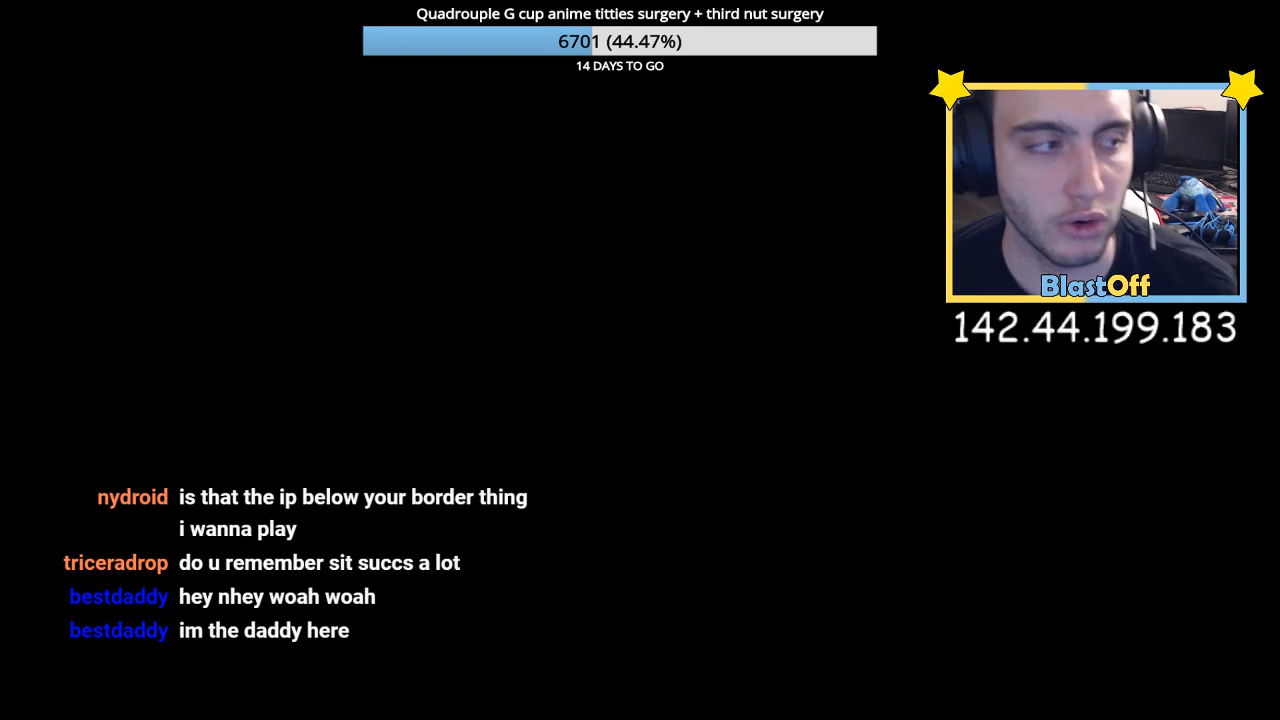 Quadrouple G cup anime titties surgery + third nut surgery
6701 (44.47%)
14 DAYS TO GO
BlastOff
142.44.199.183
nydroid is that the ip below your border thing
i wanna play
triceradrop do u remember sit succs a lot
bestdaddy hey nhey woah woah
bestdaddy im the daddy here